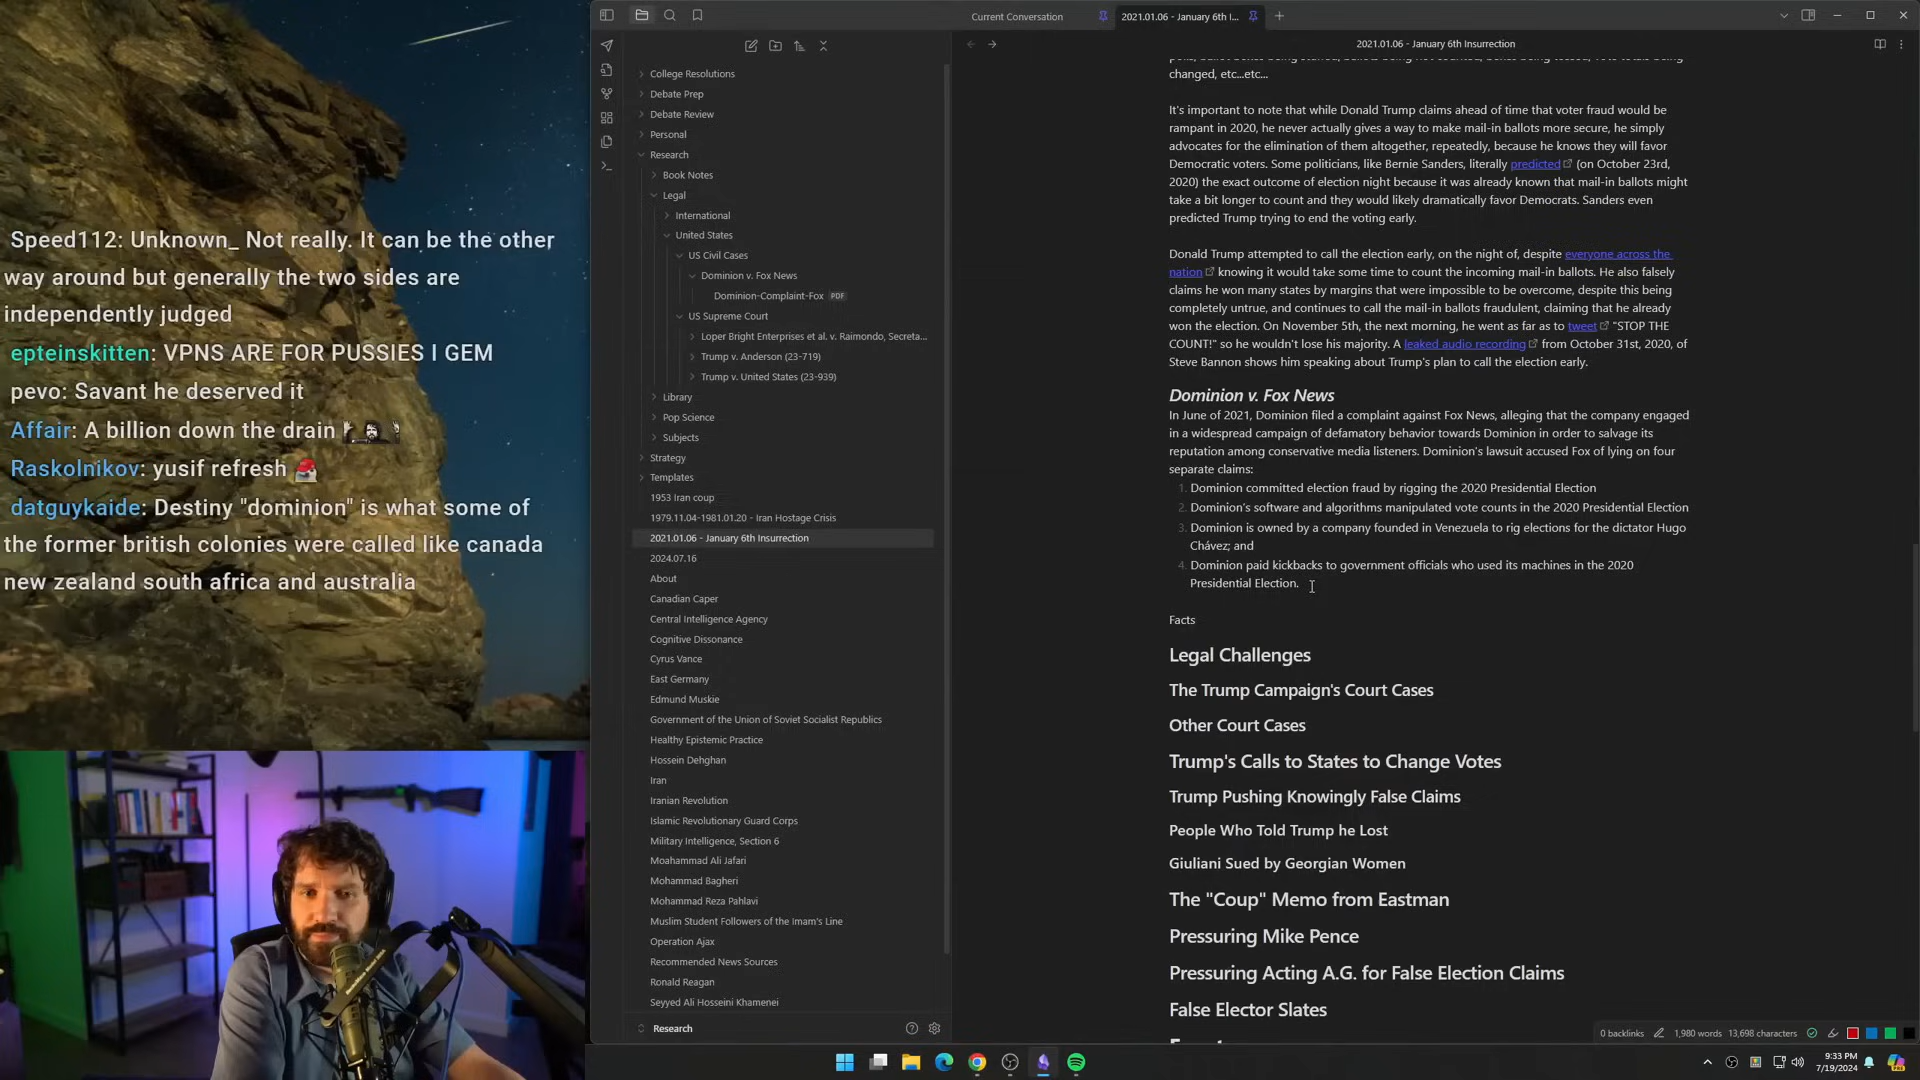 Speed112: Unknown_ Not really. It can be the other
way around but generally the two sides are
independently judged
epteinskitten: VPNS ARE FOR PUSSIES I GEM
pevo: Savant he deserved it
Affair: A billion down the drain
Raskolnikov: yusif refresh
datguykaide: Destiny "dominion" is what some of
the former british colonies were called like canada
new zealand south africa and australia
College Resolutions
Debate Prep
Debate Review
Personal
Research
Book Notes
Legal
International
United States
US Civil Cases
Dominion v. Fox News
Dominion-Complaint-Fox PDF
US Supreme Court
Loper Bright Enterprises et al. v. Raimondo, Secreta...
Trump v. Anderson (23-719)
Trump v. United States (23-939)
Library
Pop Science
Subjects
Strategy
Templates
1953 Iran coup
1979.11.04-1981.01.20 - Iran Hostage Crisis
2021.01.06 - January 6th Insurrection
2024.07.16
About
Canadian Caper
Central Intelligence Agency
Cognitive Dissonance
Cyrus Vance
East Germany
Edmund Muskie
Government of the Union of Soviet Socialist Republics
Healthy Epistemic Practice
Hossein Dehghan
Iran
Iranian Revolution
Islamic Revolutionary Guard Corps
Military Intelligence, Section 6
Moahammad Ali Jafari
Mohammad Bagheri
Mohammad Reza Pahlavi
Muslim Student Followers of the Imam's Line
Operation Ajax
Recommended News Sources
Ronald Reagan
Seyyed Ali Hosseini Khamenei
Research
Current Conversation
2021.01.06 - January 6th I...
2021.01.06 - January 6th Insurrection
changed, etc...etc...
It's important to note that while Donald Trump claims ahead of time that voter fraud would be
rampant in 2020, he never actually gives a way to make mail-in ballots more secure, he simply
advocates for the elimination of them altogether, repeatedly, because he knows they will favor
Democratic voters. Some politicians, like Bernie Sanders, literally predicted (on October 23rd,
2020) the exact outcome of election night because it was already known that mail-in ballots might
take a bit longer to count and they would likely dramatically favor Democrats. Sanders even
predicted Trump trying to end the voting early.
Donald Trump attempted to call the election early, on the night of, despite everyone across the
nation knowing it would take some time to count the incoming mail-in ballots. He also falsely
claims he won many states by margins that were impossible to be overcome, despite this being
completely untrue, and continues to call the mail-in ballots fraudulent, claiming that he already
won the election. On November 5th, the next morning, he went as far as to tweet "STOP THE
COUNT!" so he wouldn't lose his majority. A leaked audio recording from October 31st, 2020, of
Steve Bannon shows him speaking about Trump's plan to call the election early.
Dominion v. Fox News
In June of 2021, Dominion filed a complaint against Fox News, alleging that the company engaged
in a widespread campaign of defamatory behavior towards Dominion in order to salvage its
reputation among conservative media listeners. Dominion's lawsuit accused Fox of lying on four
separate claims:
1. Dominion committed election fraud by rigging the 2020 Presidential Election
2. Dominion's software and algorithms manipulated vote counts in the 2020 Presidential Election
3. Dominion is owned by a company founded in Venezuela to rig elections for the dictator Hugo
Chávez; and
4. Dominion paid kickbacks to government officials who used its machines in the 2020
Presidential Election.
Facts
Legal Challenges
The Trump Campaign's Court Cases
Other Court Cases
Trump's Calls to States to Change Votes
Trump Pushing Knowingly False Claims
People Who Told Trump he Lost
Giuliani Sued by Georgian Women
The "Coup" Memo from Eastman
Pressuring Mike Pence
Pressuring Acting A.G. for False Election Claims
False Elector Slates
0 backlinks 1,980 words 13,698 characters
9:33 PM
7/19/2024